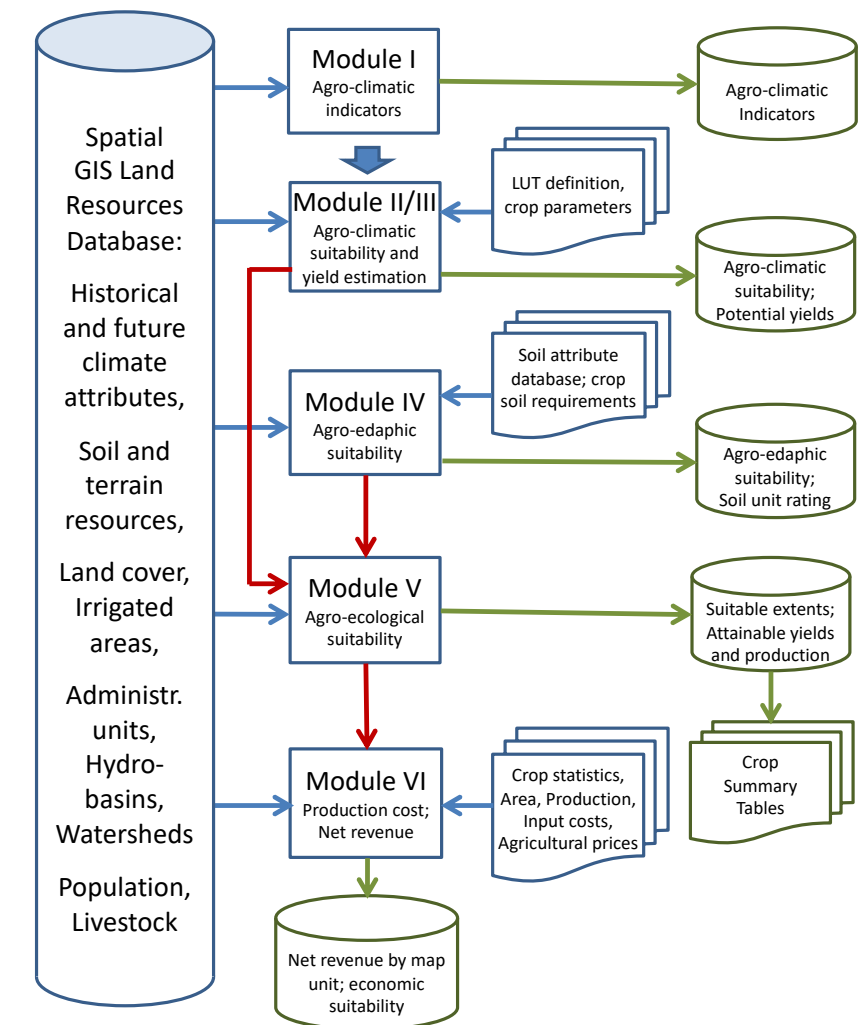 Spatial
GIS Land
Resources
Database:
Historical
and future
climate
attributes,
Soil and
terrain
resources,
Land cover,
Irrigated
areas,
Administr.
units,
Hydro-
basins,
Watersheds
Population,
Livestock
Module I
Agro-climatic
indicators
Agro-climatic
Indicators
Module II/III
Agro-climatic
suitability and
yield estimation
LUT definition,
crop parameters
Agro-climatic
suitability;
Potential yields
Module IV
Agro-edaphic
suitability
Soil attribute
database; crop
soil requirements
Agro-edaphic
suitability;
Soil unit rating
Module V
Agro-ecological
suitability
Suitable extents;
Attainable yields
and production
Module VI
Production cost;
Net revenue
Crop statistics,
Area, Production,
Input costs,
Agricultural prices
Crop
Summary
Tables
Net revenue by map
unit; economic
suitability